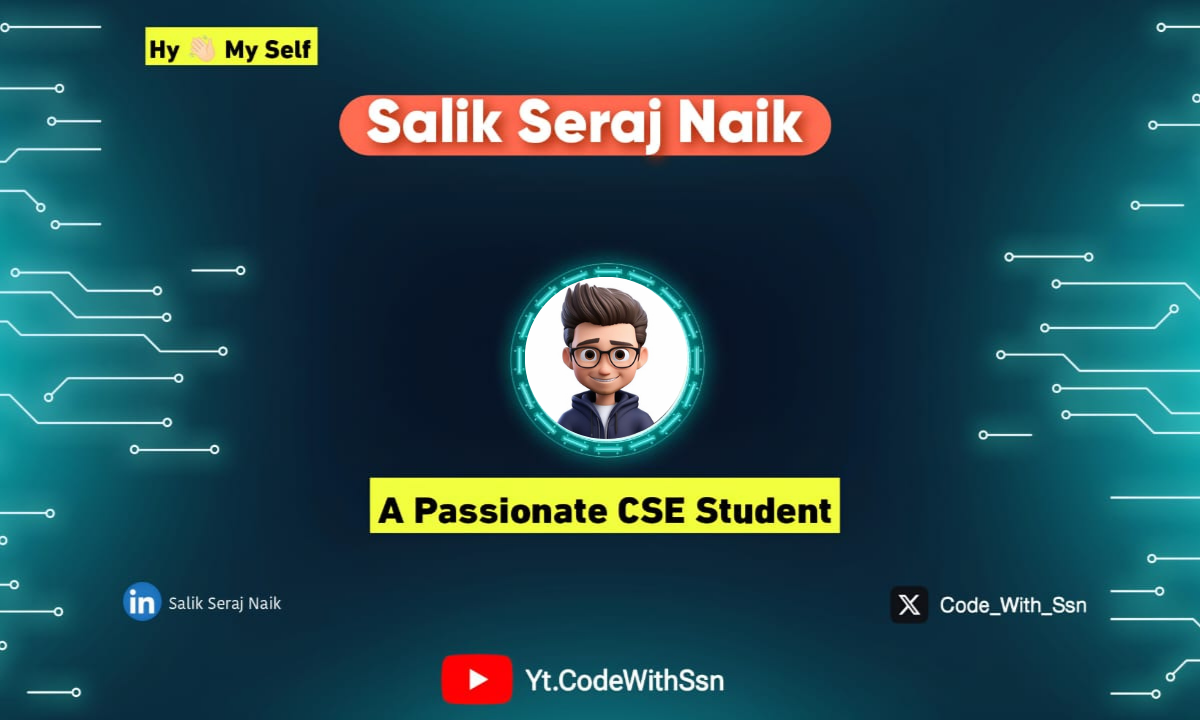 Hy 👋🏻 My Self
Salik Seraj Naik
A Passionate CSE Student
in Salik Seraj Naik
X Code_With_Ssn
Yt.CodeWithSsn